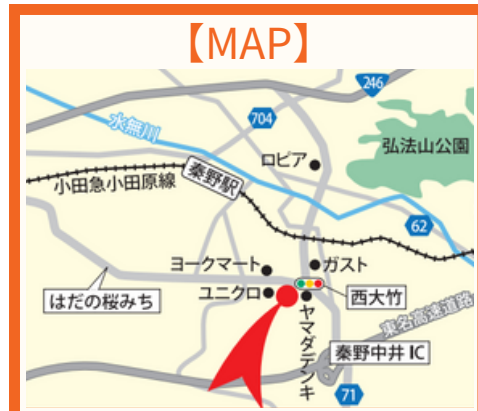 【MAP】
246
704
水無川
弘法山公園
ロピア
秦野駅
小田急小田原線
62
ヨークマート
ガスト
はだの桜みち
ユニクロ
西大竹
ヤマダデンキ
東名高速道路
秦野中井IC
71